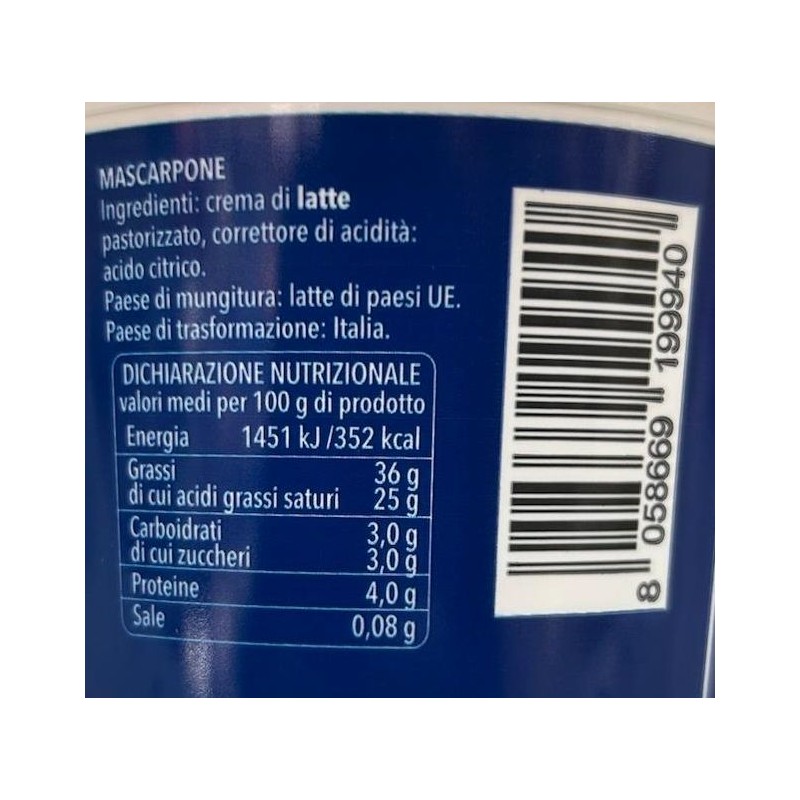 MASCARPONE
Ingredienti: crema di latte
pastorizzato, correttore di acidità:
acido citrico.
Paese di mungitura: latte di paesi UE.
Paese di trasformazione: Italia.
DICHIARAZIONE NUTRIZIONALE
valori medi per 100 g di prodotto
Energia 1451 kJ /352 kcal
Grassi 36 g
di cui acidi grassi saturi 25 g
Carboidrati 3,0 g
di cui zuccheri 3,0 g
Proteine 4,0 g
Sale 0,08 g
8 058669 199940